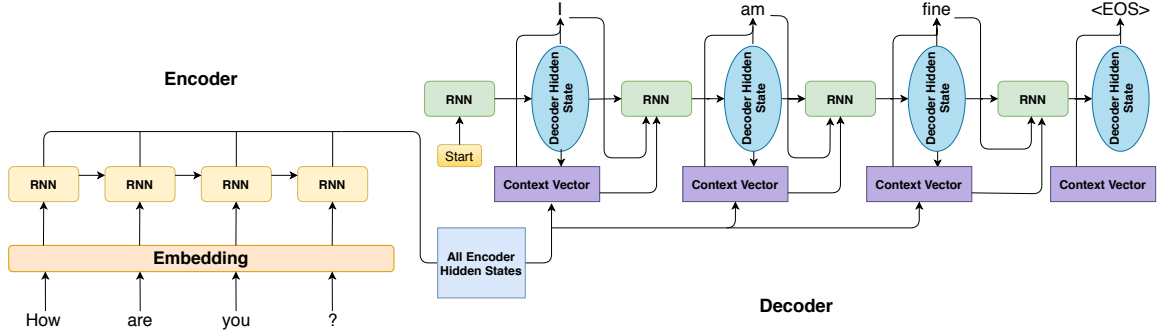 I
am
fine
<EOS>
Encoder
RNN
Decoder Hidden
State
RNN
Decoder Hidden
State
RNN
Decoder Hidden
State
RNN
Decoder Hidden
State
Start
RNN
RNN
RNN
RNN
Context Vector
Context Vector
Context Vector
Context Vector
Embedding
All Encoder
Hidden States
How
are
you
?
Decoder